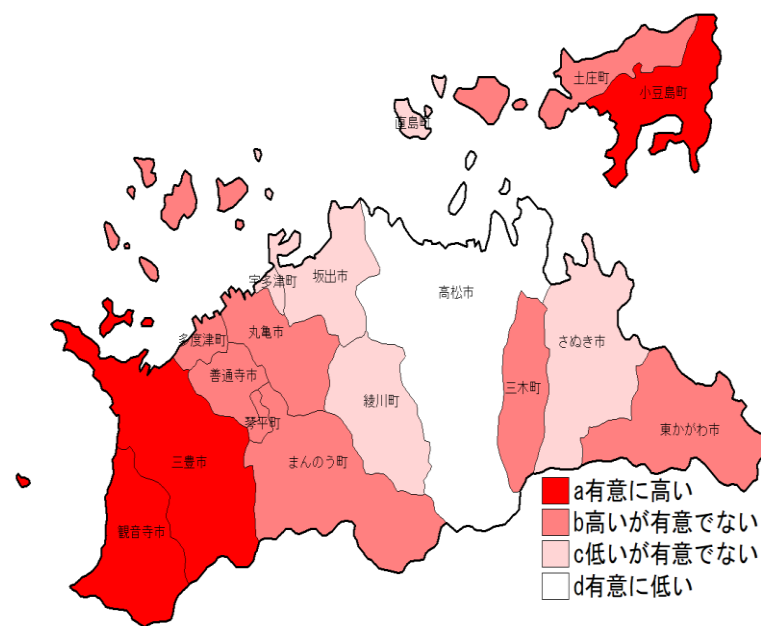 土庄町
小豆島町
直島町
宇多津町
坂出市
高松市
多度津町
丸亀市
さぬき市
善通寺市
三木町
綾川町
琴平町
東かがわ市
三豊市
まんのう町
観音寺市
a有意に高い
b高いが有意でない
c低いが有意でない
d有意に低い